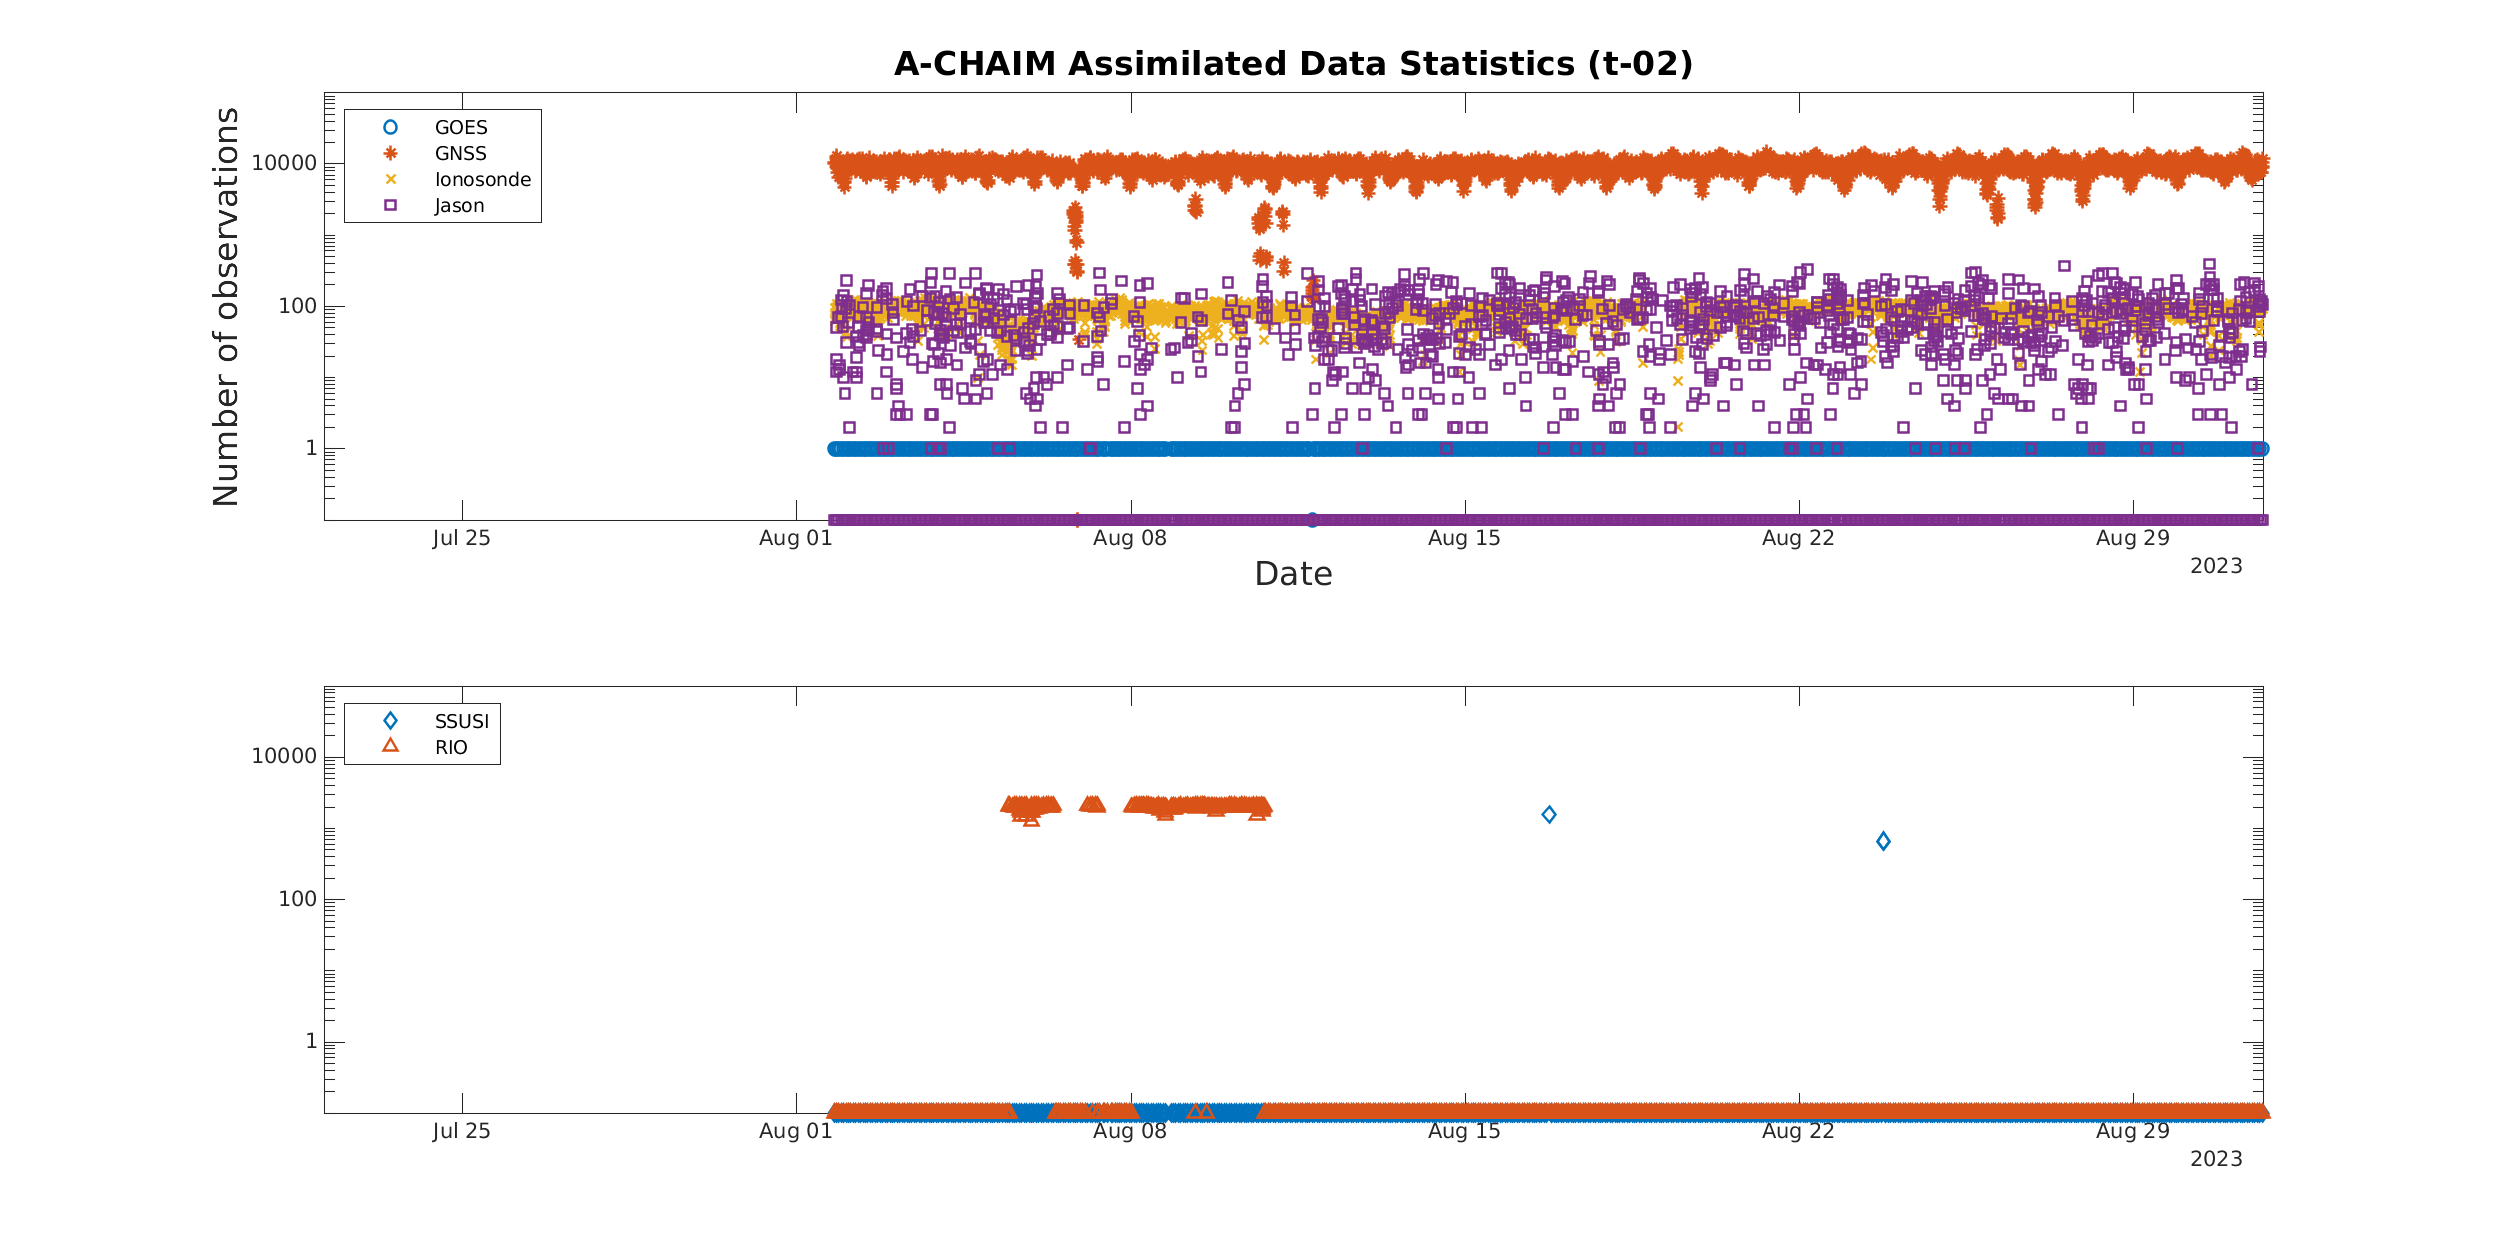 A-CHAIM Assimilated Data Statistics (t-02)
Number of observations
10000
100
1
GOES
GNSS
Ionosonde
Jason
Jul 25 Aug 01 Aug 08 Aug 15 Aug 22 Aug 29
2023
Date
10000
100
1
SSUSI
RIO
Jul 25 Aug 01 Aug 08 Aug 15 Aug 22 Aug 29
2023